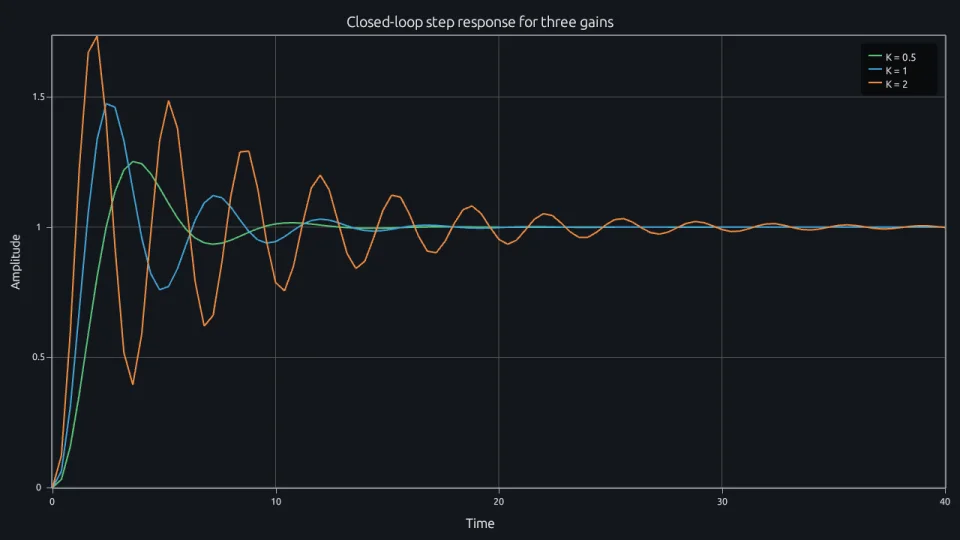 Closed-loop step response for three gains
K = 0.5
K = 1
K = 2
1.5
1
0.5
0
Amplitude
0 10 20 30 40
Time